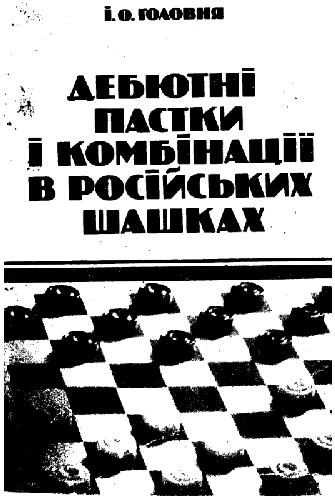 І. О. ГОЛОВНЯ
ДЕБЮТНІ
ПАСТКИ
І КОМБІНАЦІЇ
В РОСІЙСЬКИХ
ШАШКАХ